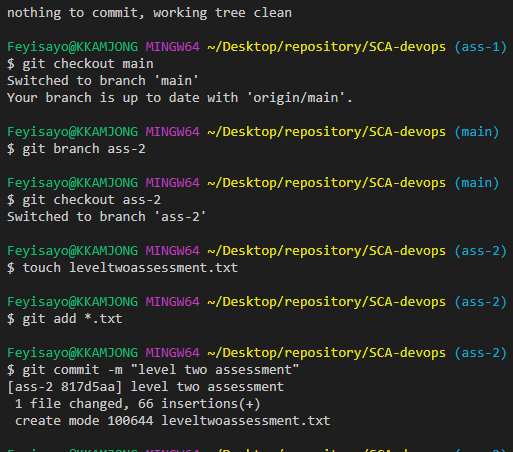 nothing to commit, working tree clean
Feyisayo@KKAMJONG MINGW64 ~/Desktop/repository/SCA-devops (ass-1)
$ git checkout main
Switched to branch 'main'
Your branch is up to date with 'origin/main'.
Feyisayo@KKAMJONG MINGW64 ~/Desktop/repository/SCA-devops (main)
$ git branch ass-2
Feyisayo@KKAMJONG MINGW64 ~/Desktop/repository/SCA-devops (main)
$ git checkout ass-2
Switched to branch 'ass-2'
Feyisayo@KKAMJONG MINGW64 ~/Desktop/repository/SCA-devops (ass-2)
$ touch leveltwoassessment.txt
Feyisayo@KKAMJONG MINGW64 ~/Desktop/repository/SCA-devops (ass-2)
$ git add *.txt
Feyisayo@KKAMJONG MINGW64 ~/Desktop/repository/SCA-devops (ass-2)
$ git commit -m "level two assessment"
[ass-2 817d5aa] level two assessment
1 file changed, 66 insertions(+)
create mode 100644 leveltwoassessment.txt